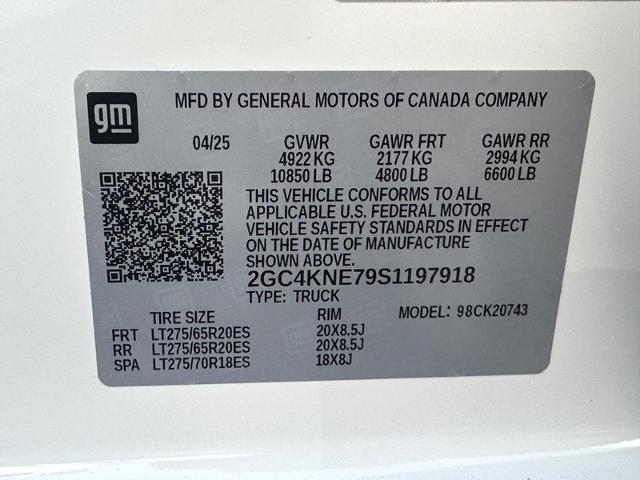 gm
MFD BY GENERAL MOTORS OF CANADA COMPANY
04/25 GVWR GAWR FRT GAWR RR
4922 KG 2177 KG 2994 KG
10850 LB 4800 LB 6600 LB
THIS VEHICLE CONFORMS TO ALL
APPLICABLE U.S. FEDERAL MOTOR
VEHICLE SAFETY STANDARDS IN EFFECT
ON THE DATE OF MANUFACTURE
SHOWN ABOVE.
2GC4KNE79S1197918
TYPE: TRUCK
MODEL: 98CK20743
TIRE SIZE RIM
FRT LT275/65R20ES 20X8.5J
RR LT275/65R20ES 20X8.5J
SPA LT275/70R18ES 18X8J